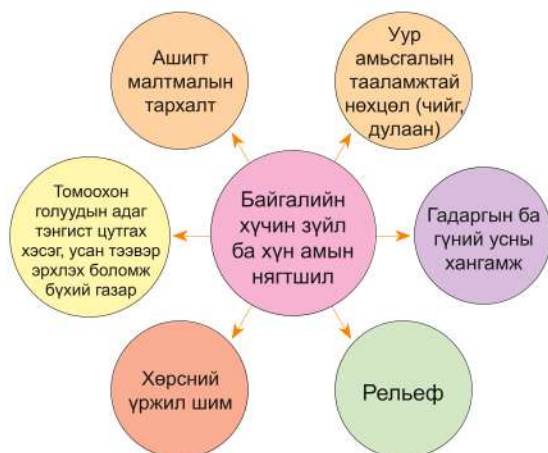 Ашигт
малтмалын
тархалт
Уур
амьсгалын
тааламжтай
нөхцөл (чийг,
дулаан)
Томоохон
голуудын адаг
тэнгист цутгах
хэсэг, усан тээвэр
эрхлэх боломж
бүхий газар
Байгалийн
хүчин зүйл
ба хүн амын
нягтшил
Гадаргын ба
гүний усны
хангамж
Хөрсний
үржил шим
Рельеф